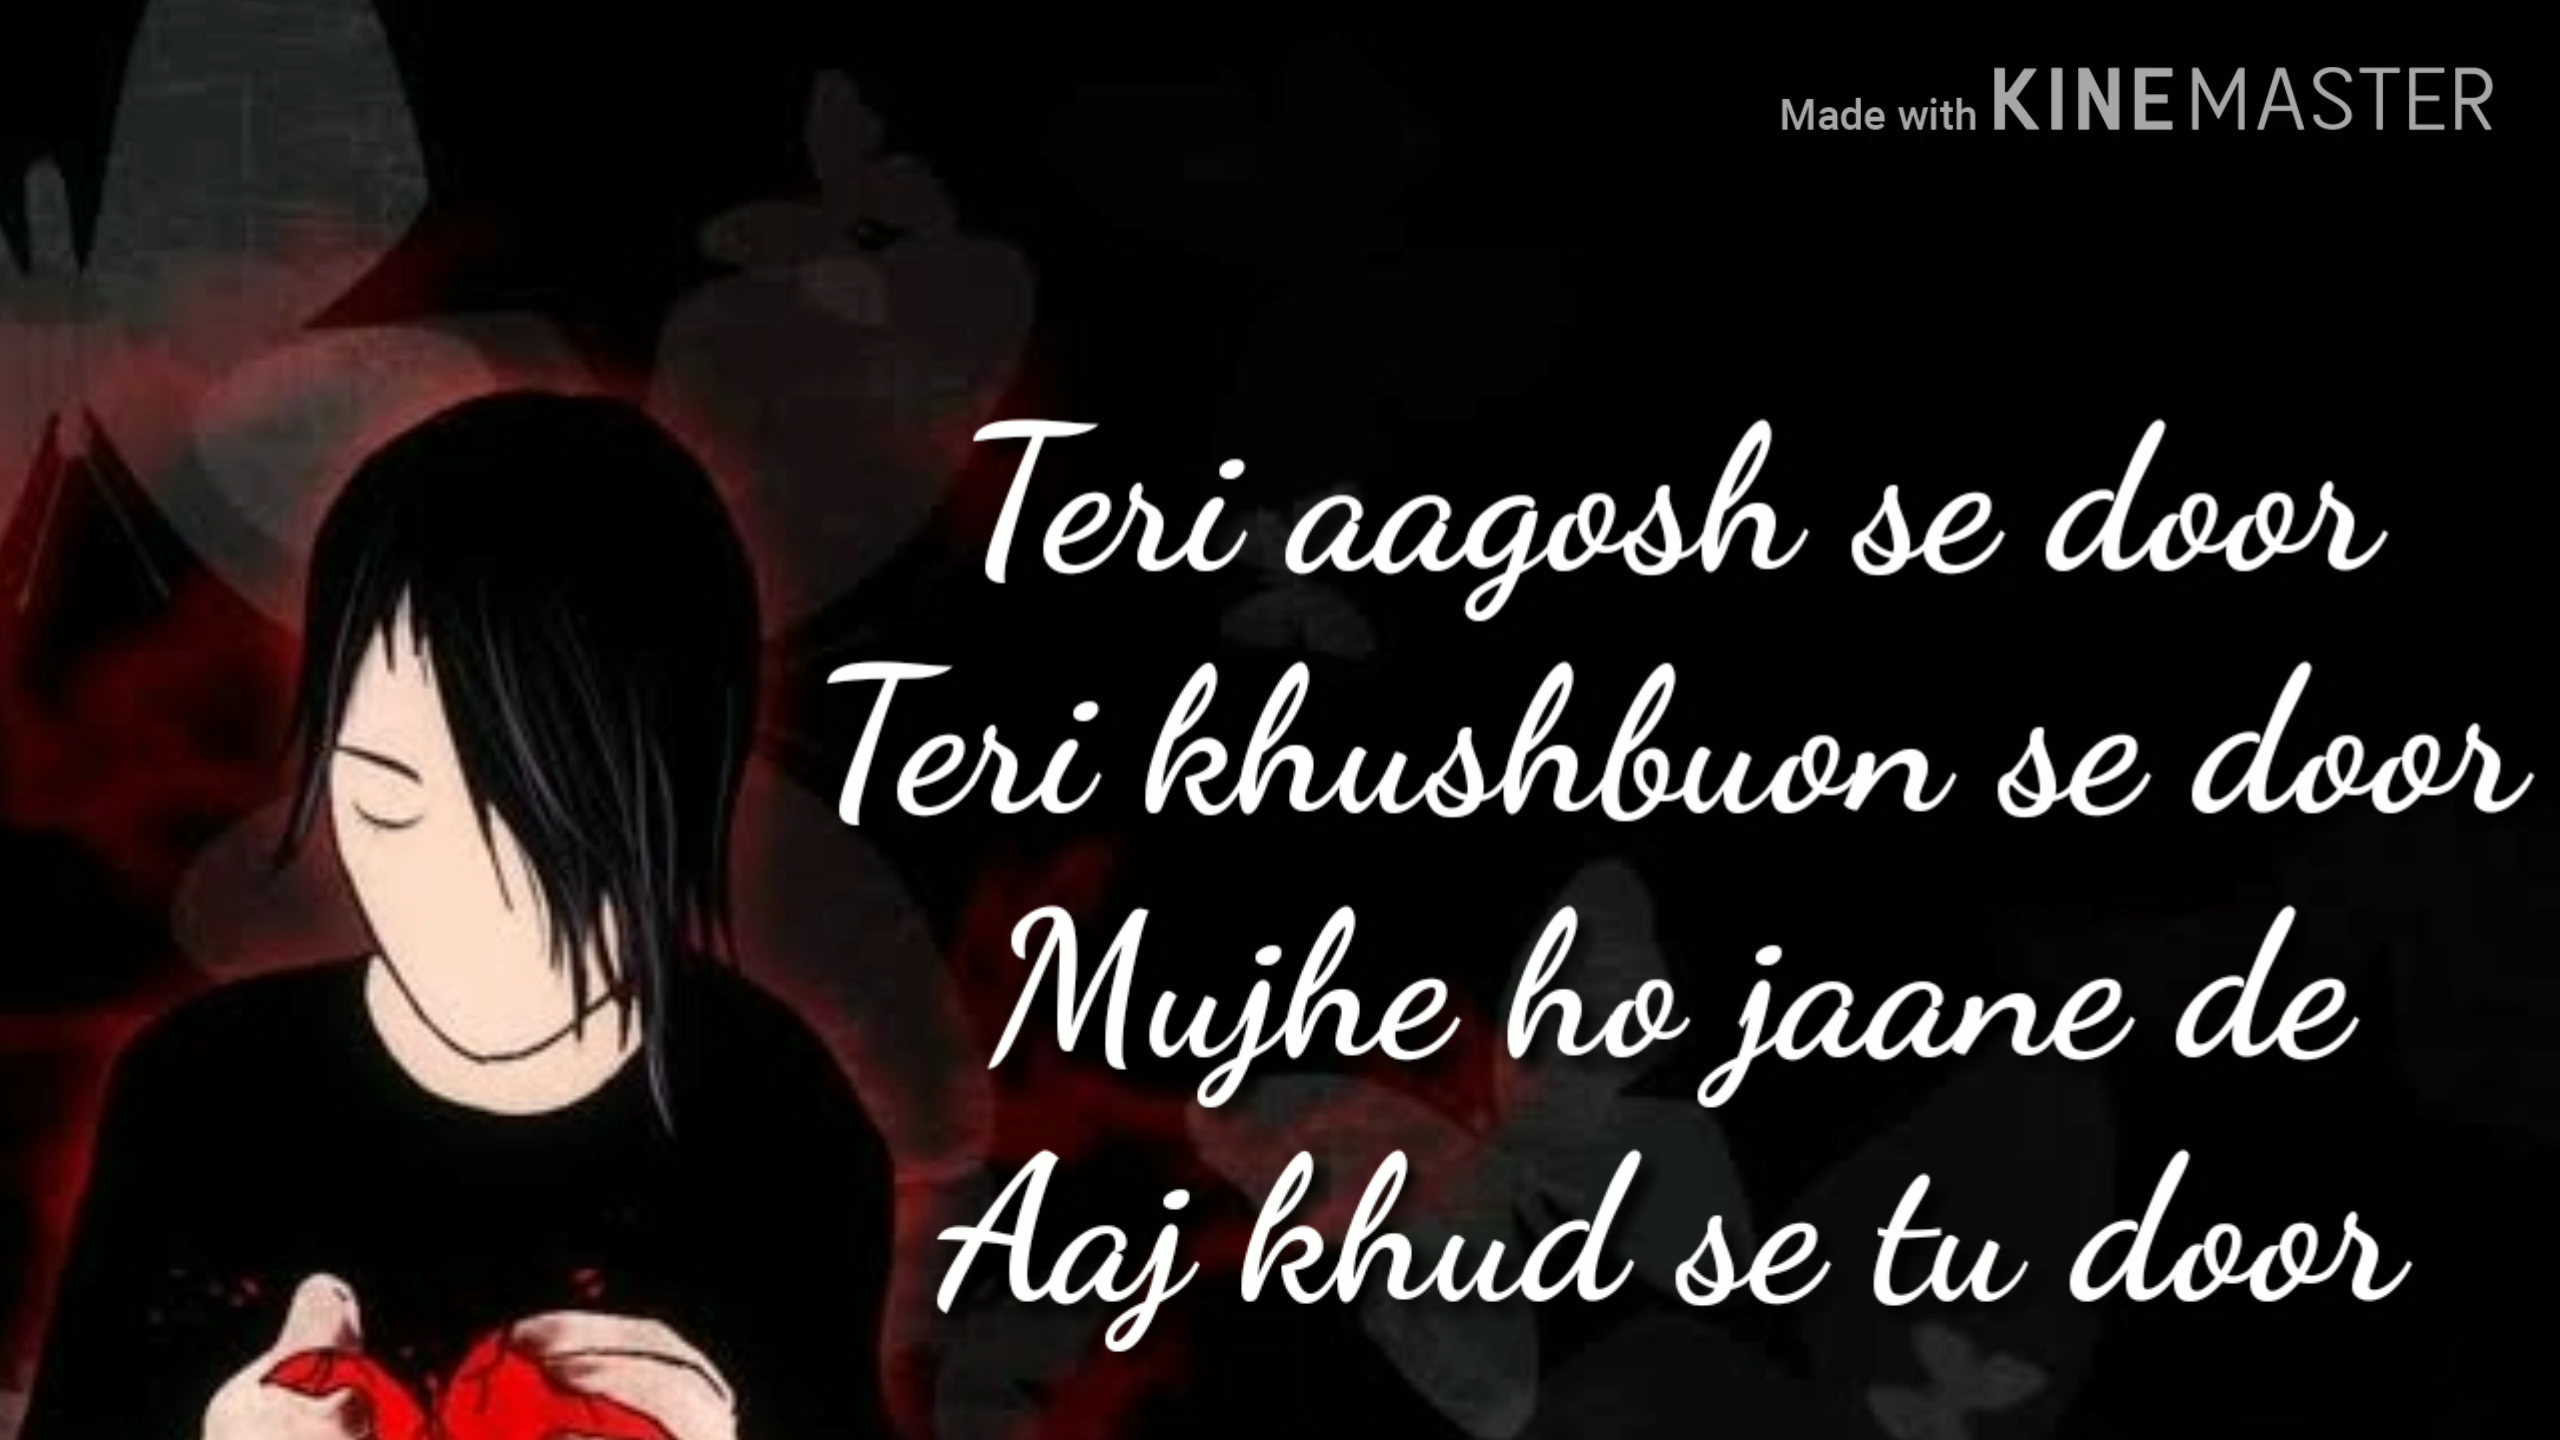 Made with KINEMASTER
Teri aagosh se door
Teri khushbuon se door
Mujhe ho jaane de
Aaj khud se tu door